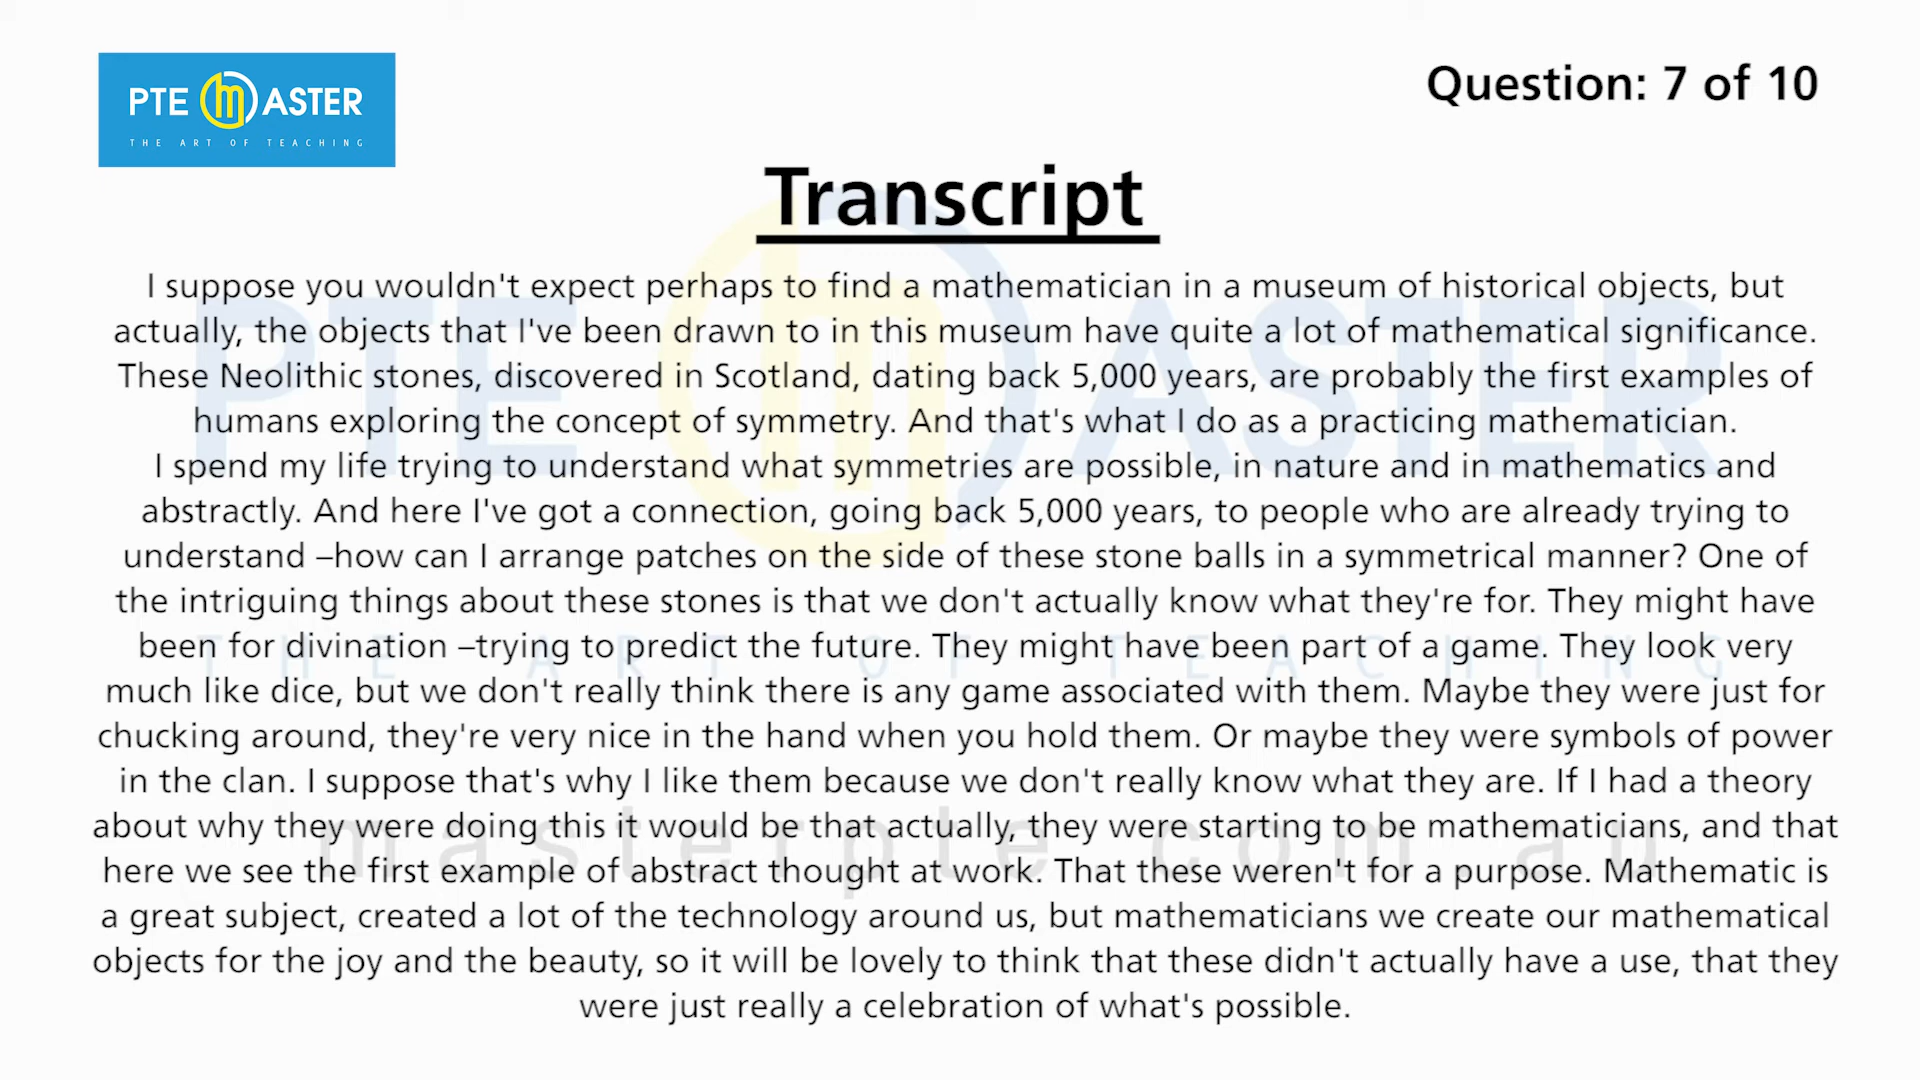 PTE MASTER
THE ART OF TEACHING
Question: 7 of 10
Transcript
I suppose you wouldn't expect perhaps to find a mathematician in a museum of historical objects, but
actually, the objects that I've been drawn to in this museum have quite a lot of mathematical significance.
These Neolithic stones, discovered in Scotland, dating back 5,000 years, are probably the first examples of
humans exploring the concept of symmetry. And that's what I do as a practicing mathematician.
I spend my life trying to understand what symmetries are possible, in nature and in mathematics and
abstractly. And here I've got a connection, going back 5,000 years, to people who are already trying to
understand –how can I arrange patches on the side of these stone balls in a symmetrical manner? One of
the intriguing things about these stones is that we don't actually know what they're for. They might have
been for divination –trying to predict the future. They might have been part of a game. They look very
much like dice, but we don't really think there is any game associated with them. Maybe they were just for
chucking around, they're very nice in the hand when you hold them. Or maybe they were symbols of power
in the clan. I suppose that's why I like them because we don't really know what they are. If I had a theory
about why they were doing this it would be that actually, they were starting to be mathematicians, and that
here we see the first example of abstract thought at work. That these weren't for a purpose. Mathematic is
a great subject, created a lot of the technology around us, but mathematicians we create our mathematical
objects for the joy and the beauty, so it will be lovely to think that these didn't actually have a use, that they
were just really a celebration of what's possible.
PTE MASTER
THE ART OF TEACHING
masterpte.com.au